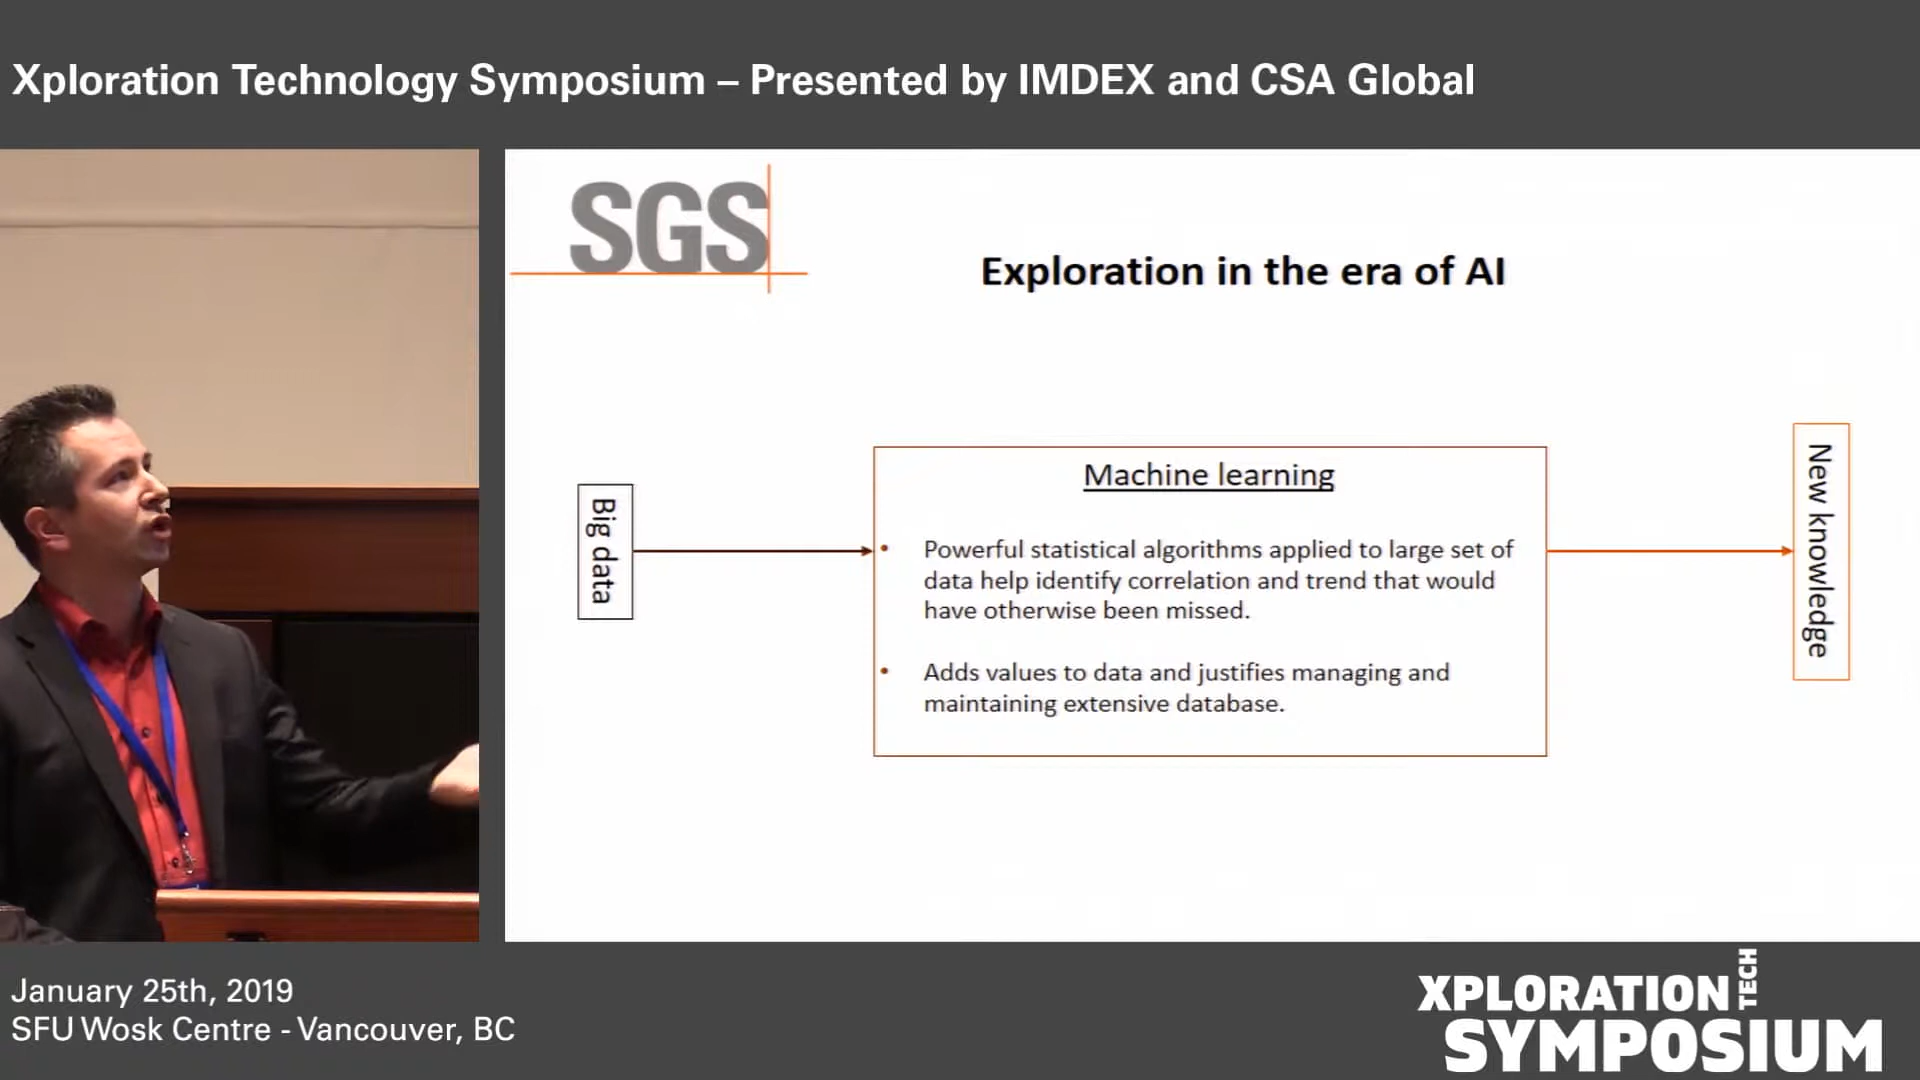 Xploration Technology Symposium – Presented by IMDEX and CSA Global
SGS
Exploration in the era of AI
Big data
Machine learning
• Powerful statistical algorithms applied to large set of
data help identify correlation and trend that would
have otherwise been missed.
• Adds values to data and justifies managing and
maintaining extensive database.
New knowledge
January 25th, 2019
SFU Wosk Centre - Vancouver, BC
XPLORATION TECH
SYMPOSIUM